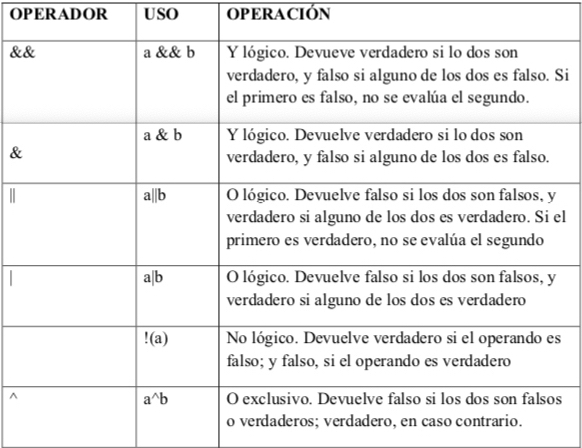 OPERADOR USO OPERACIÓN
&& a && b Y lógico. Devueve verdadero si lo dos son
verdadero, y falso si alguno de los dos es falso. Si
el primero es falso, no se evalúa el segundo.
& a & b Y lógico. Devuelve verdadero si lo dos son
verdadero, y falso si alguno de los dos es falso.
|| a||b O lógico. Devuelve falso si los dos son falsos, y
verdadero si alguno de los dos es verdadero. Si el
primero es verdadero, no se evalúa el segundo
| a|b O lógico. Devuelve falso si los dos son falsos, y
verdadero si alguno de los dos es verdadero
!(a) No lógico. Devuelve verdadero si el operando es
falso; y falso, si el operando es verdadero
^ a^b O exclusivo. Devuelve falso si los dos son falsos
o verdaderos; verdadero, en caso contrario.